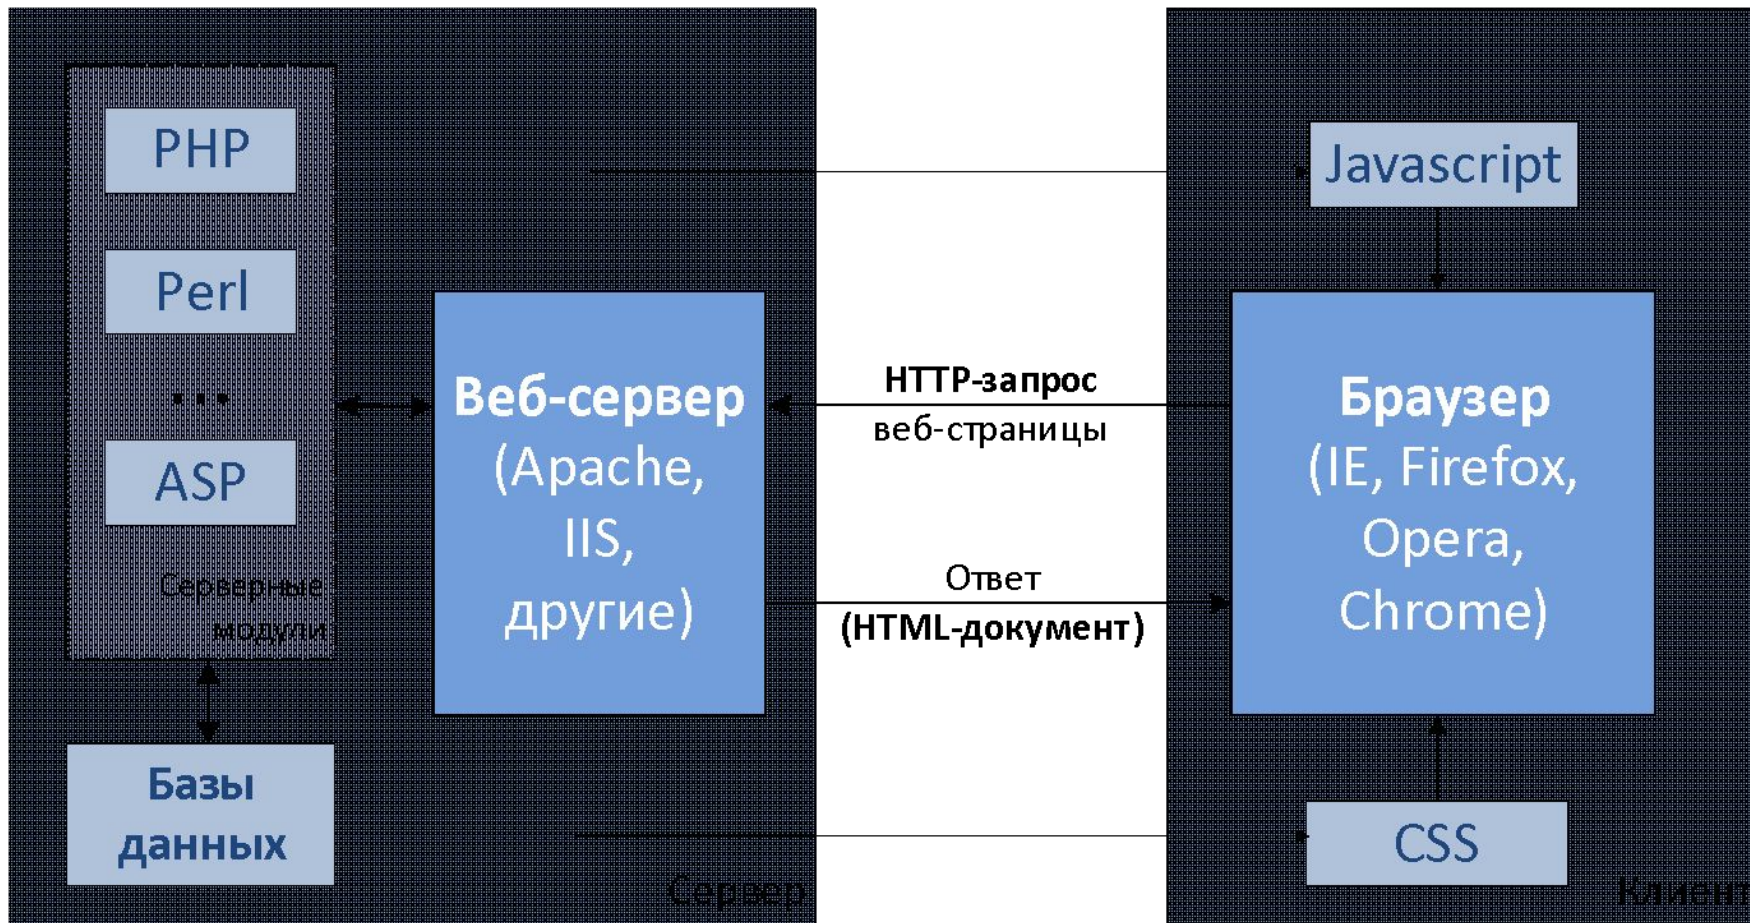 PHP
Perl
...
ASP
Серверные
модули
Базы
данных
Веб-сервер
(Apache,
IIS,
другие)
Сервер
HTTP-запрос
веб-страницы
Ответ
(HTML-документ)
Javascript
Браузер
(IE, Firefox,
Opera,
Chrome)
CSS
Клиент